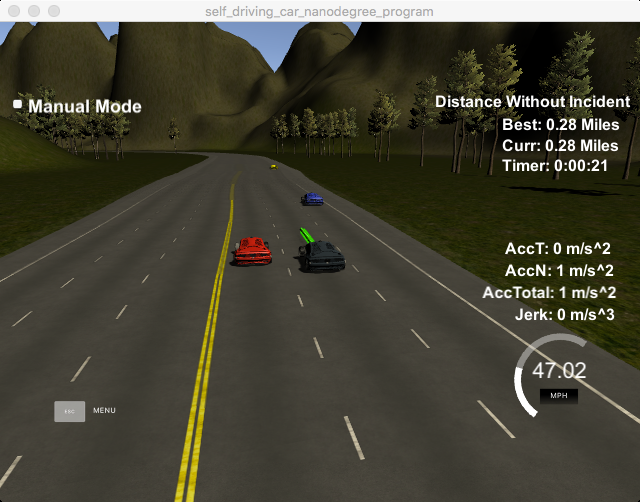 self_driving_car_nanodegree_program
Manual Mode
Distance Without Incident
Best: 0.28 Miles
Curr: 0.28 Miles
Timer: 0:00:21
AccT: 0 m/s^2
AccN: 1 m/s^2
AccTotal: 1 m/s^2
Jerk: 0 m/s^3
47.02
MPH
ESC MENU